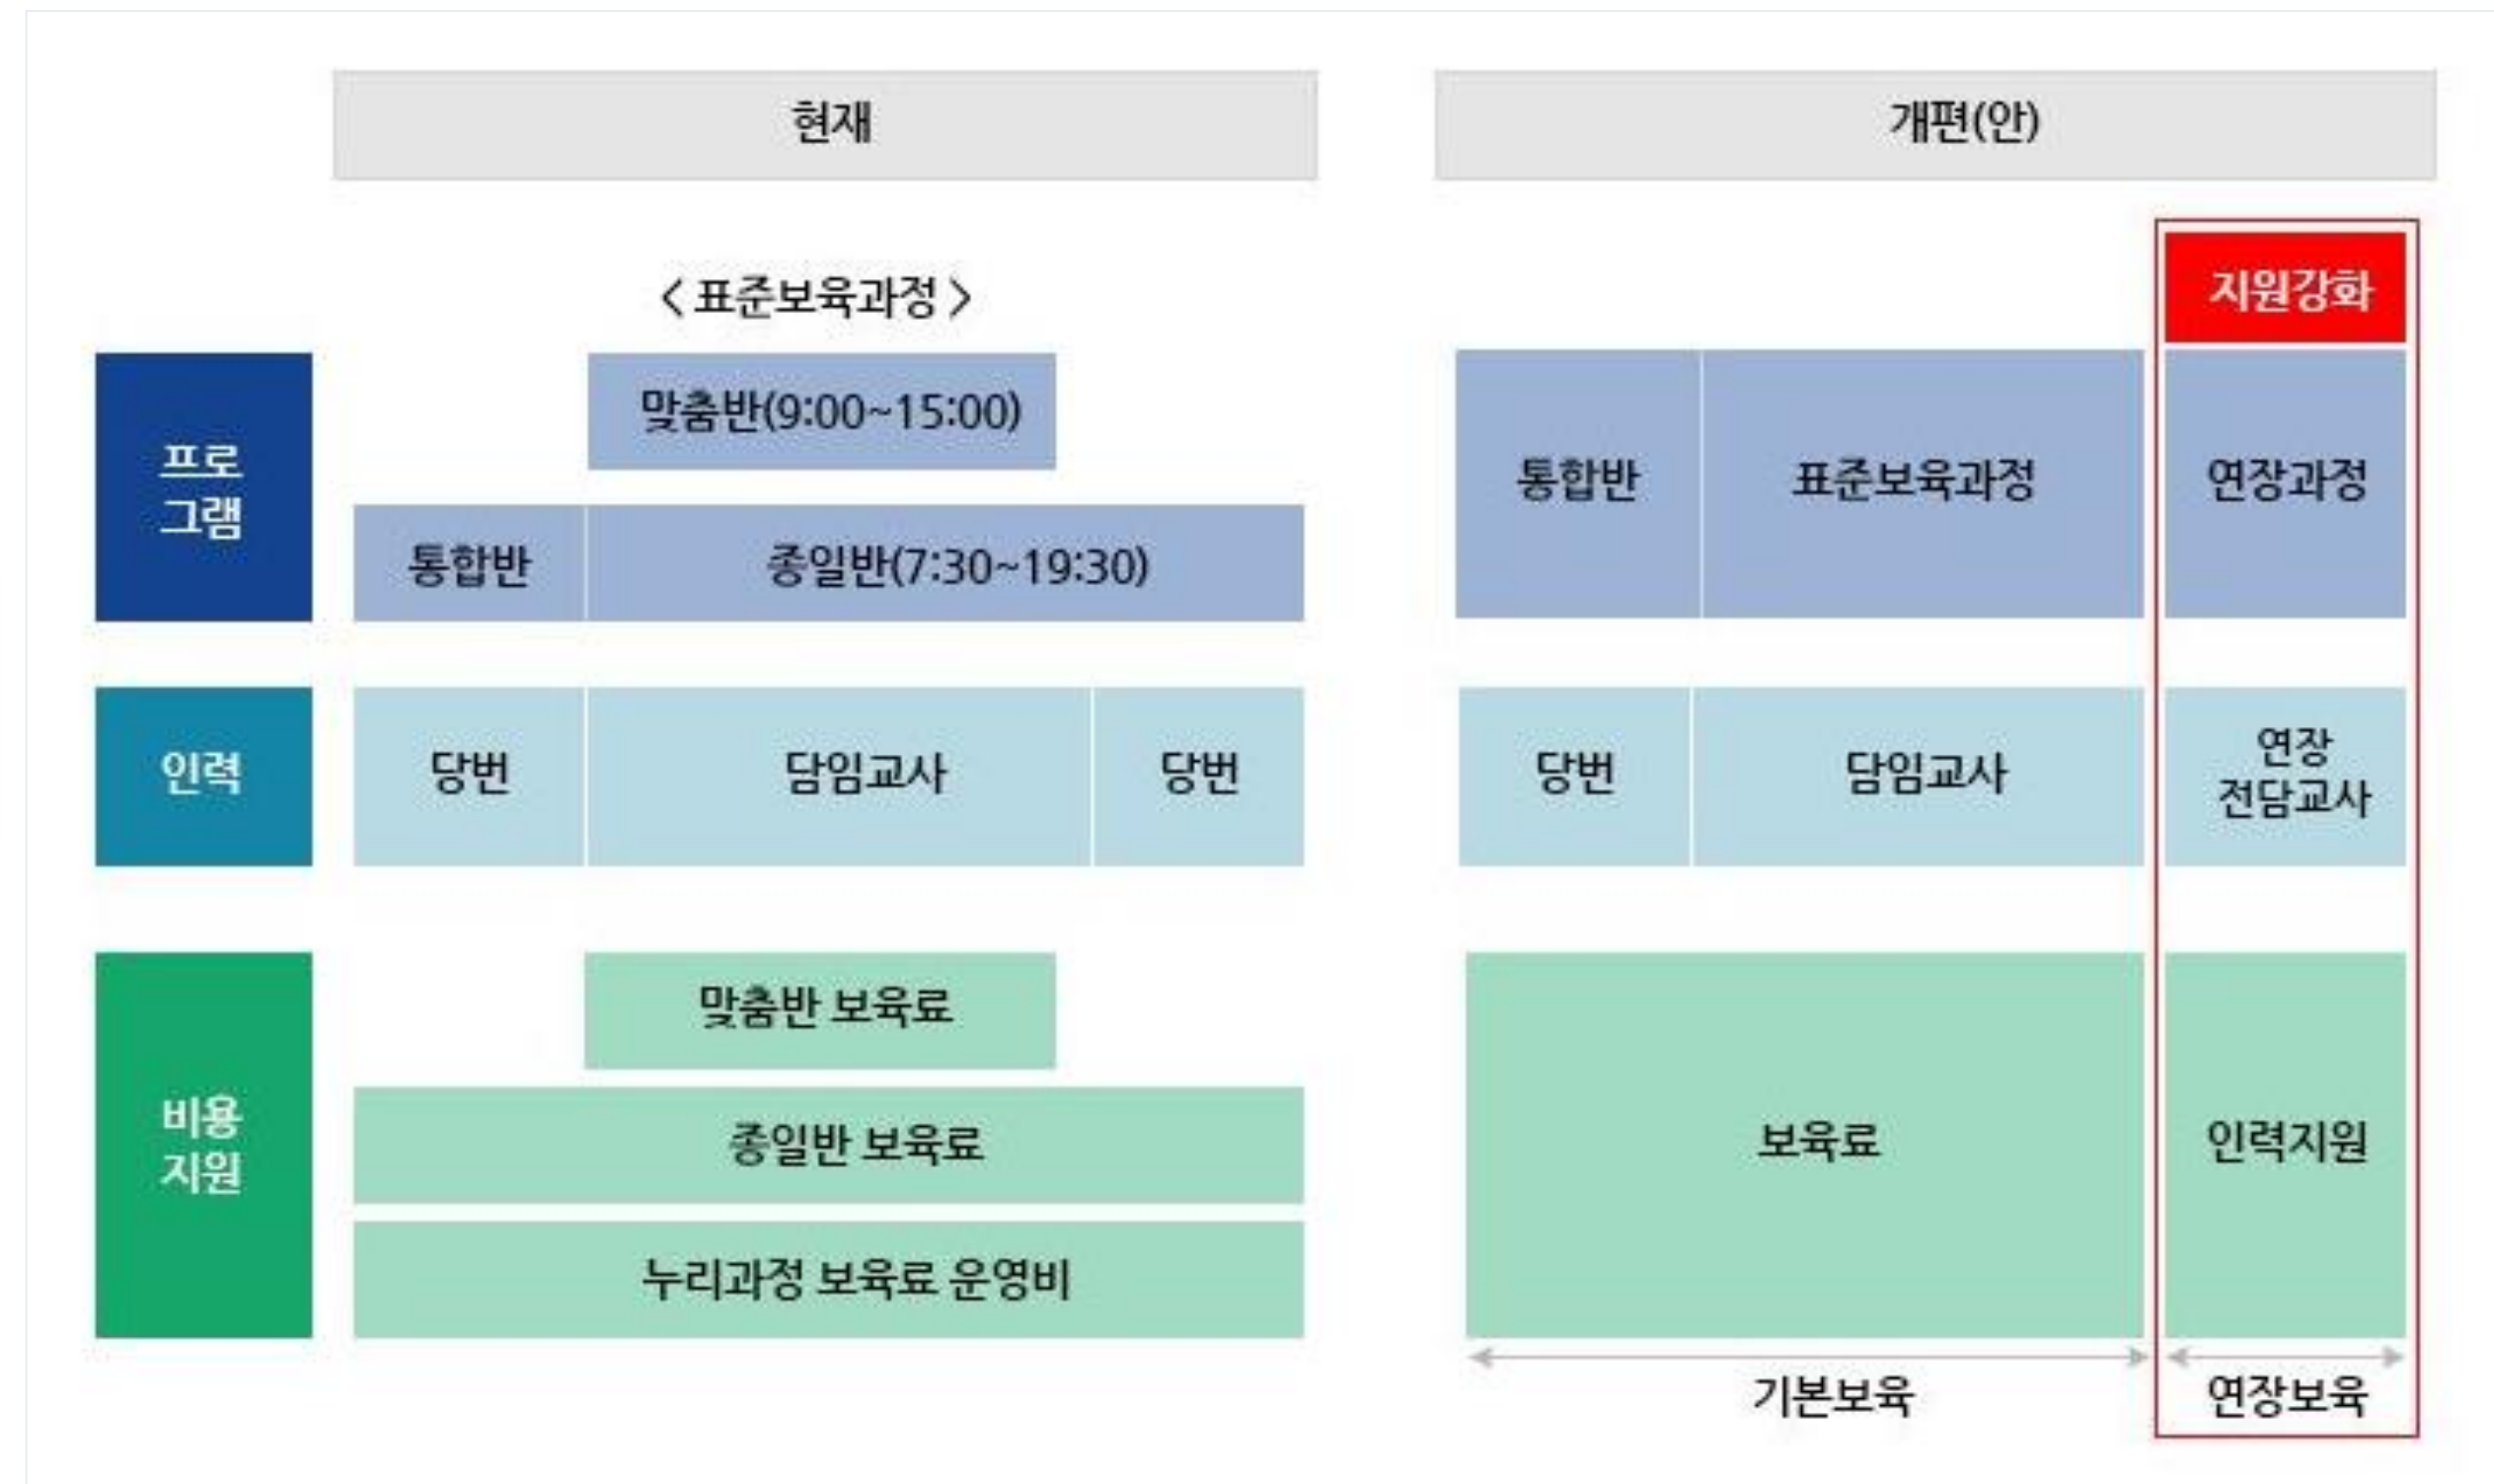 현재
개편(안)
<표준보육과정>
지원강화
프로
그램
맞춤반(9:00~15:00)
통합반
종일반(7:30~19:30)
통합반
표준보육과정
연장과정
인력
당번
담임교사
당번
당번
담임교사
연장
전담교사
비용
지원
맞춤반 보육료
종일반 보육료
누리과정 보육료 운영비
보육료
인력지원
기본보육
연장보육